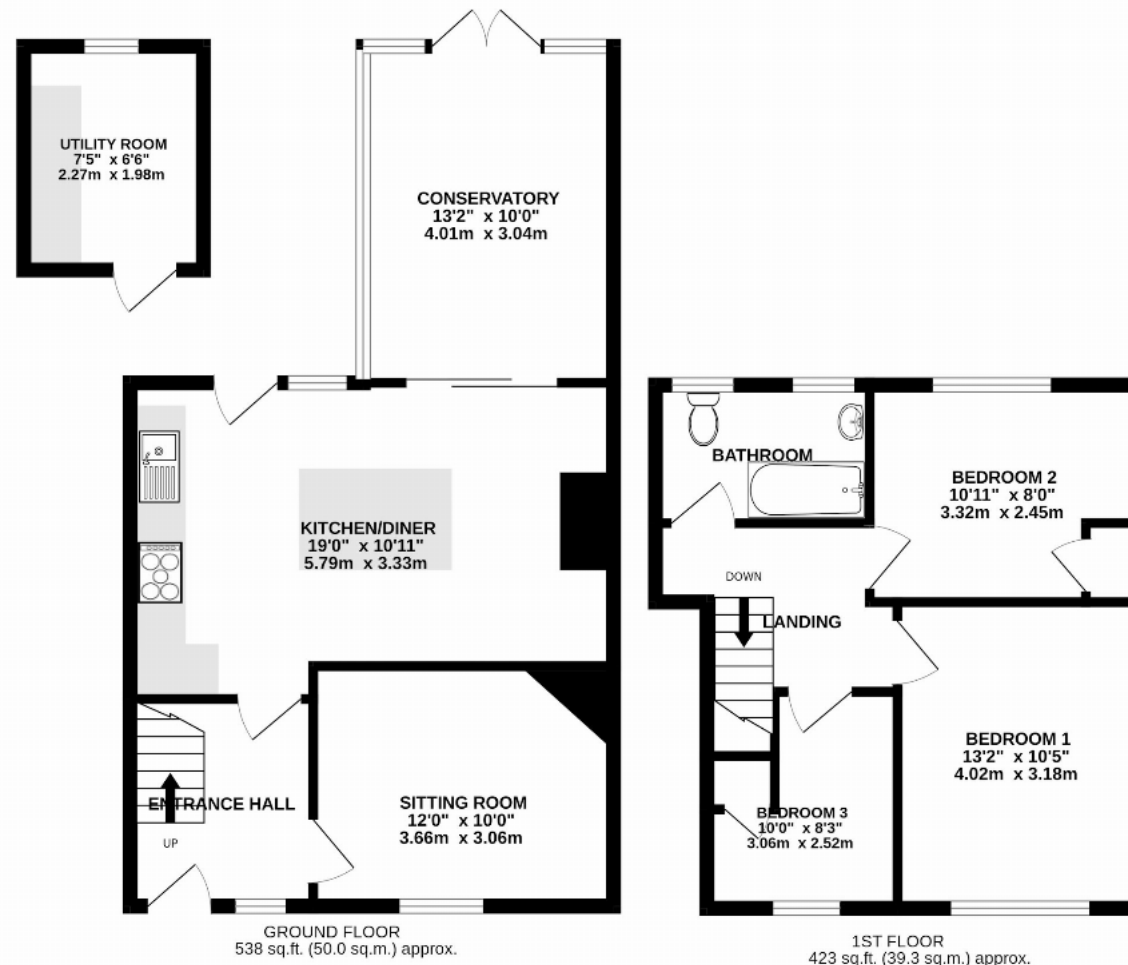 UTILITY ROOM
7'5" x 6'6"
2.27m x 1.98m
CONSERVATORY
13'2" x 10'0"
4.01m x 3.04m
KITCHEN/DINER
19'0" x 10'11"
5.79m x 3.33m
ENTRANCE HALL
UP
SITTING ROOM
12'0" x 10'0"
3.66m x 3.06m
GROUND FLOOR
538 sq.ft. (50.0 sq.m.) approx.
BATHROOM
BEDROOM 2
10'11" x 8'0"
3.32m x 2.45m
DOWN
LANDING
BEDROOM 1
13'2" x 10'5"
4.02m x 3.18m
BEDROOM 3
10'0" x 8'3"
3.06m x 2.52m
1ST FLOOR
423 sq.ft. (39.3 sq.m.) approx.